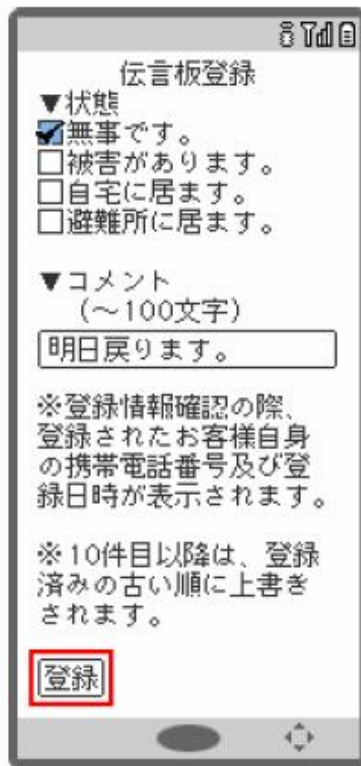 伝言板登録
▼状態
無事です。
被害があります。
自宅に居ます。
避難所に居ます。
▼コメント
(～100文字)
明日戻ります。
※登録情報確認の際、
登録されたお客様自身
の携帯電話番号及び登
録日時が表示されます。
※10件目以降は、登録
済みの古い順に上書き
されます。
登録